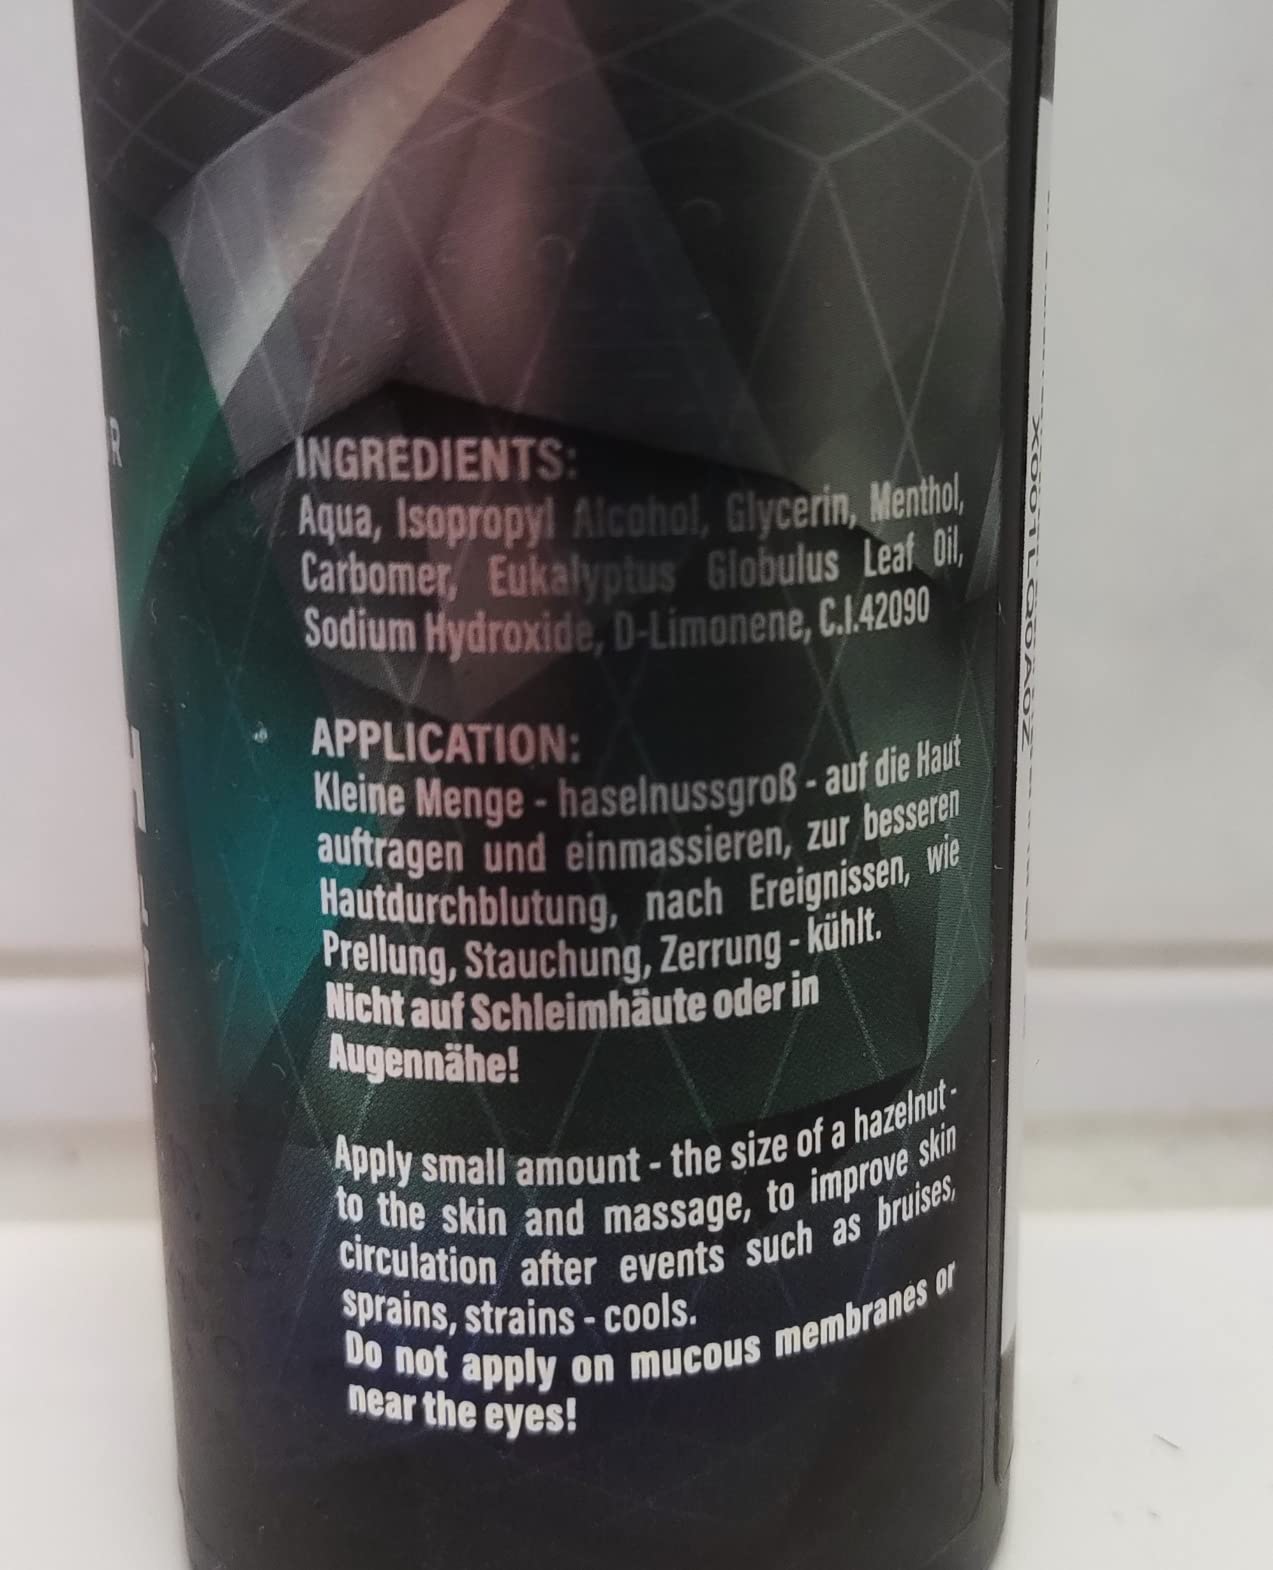 INGREDIENTS:
Aqua, Isopropyl Alcohol, Glycerin, Menthol,
Carbomer, Eukalyptus Globulus Leaf Oil,
Sodium Hydroxide, D-Limonene, C.I.42090
APPLICATION:
Kleine Menge - haselnussgroß - auf die Haut
auftragen und einmassieren, zur besseren
Hautdurchblutung, nach Ereignissen, wie
Prellung, Stauchung, Zerrung - kühlt.
Nicht auf Schleimhäute oder in
Augennähe!
Apply small amount - the size of a hazelnut -
to the skin and massage, to improve skin
circulation after events such as bruises,
sprains, strains - cools.
Do not apply on mucous membranes or
near the eyes!